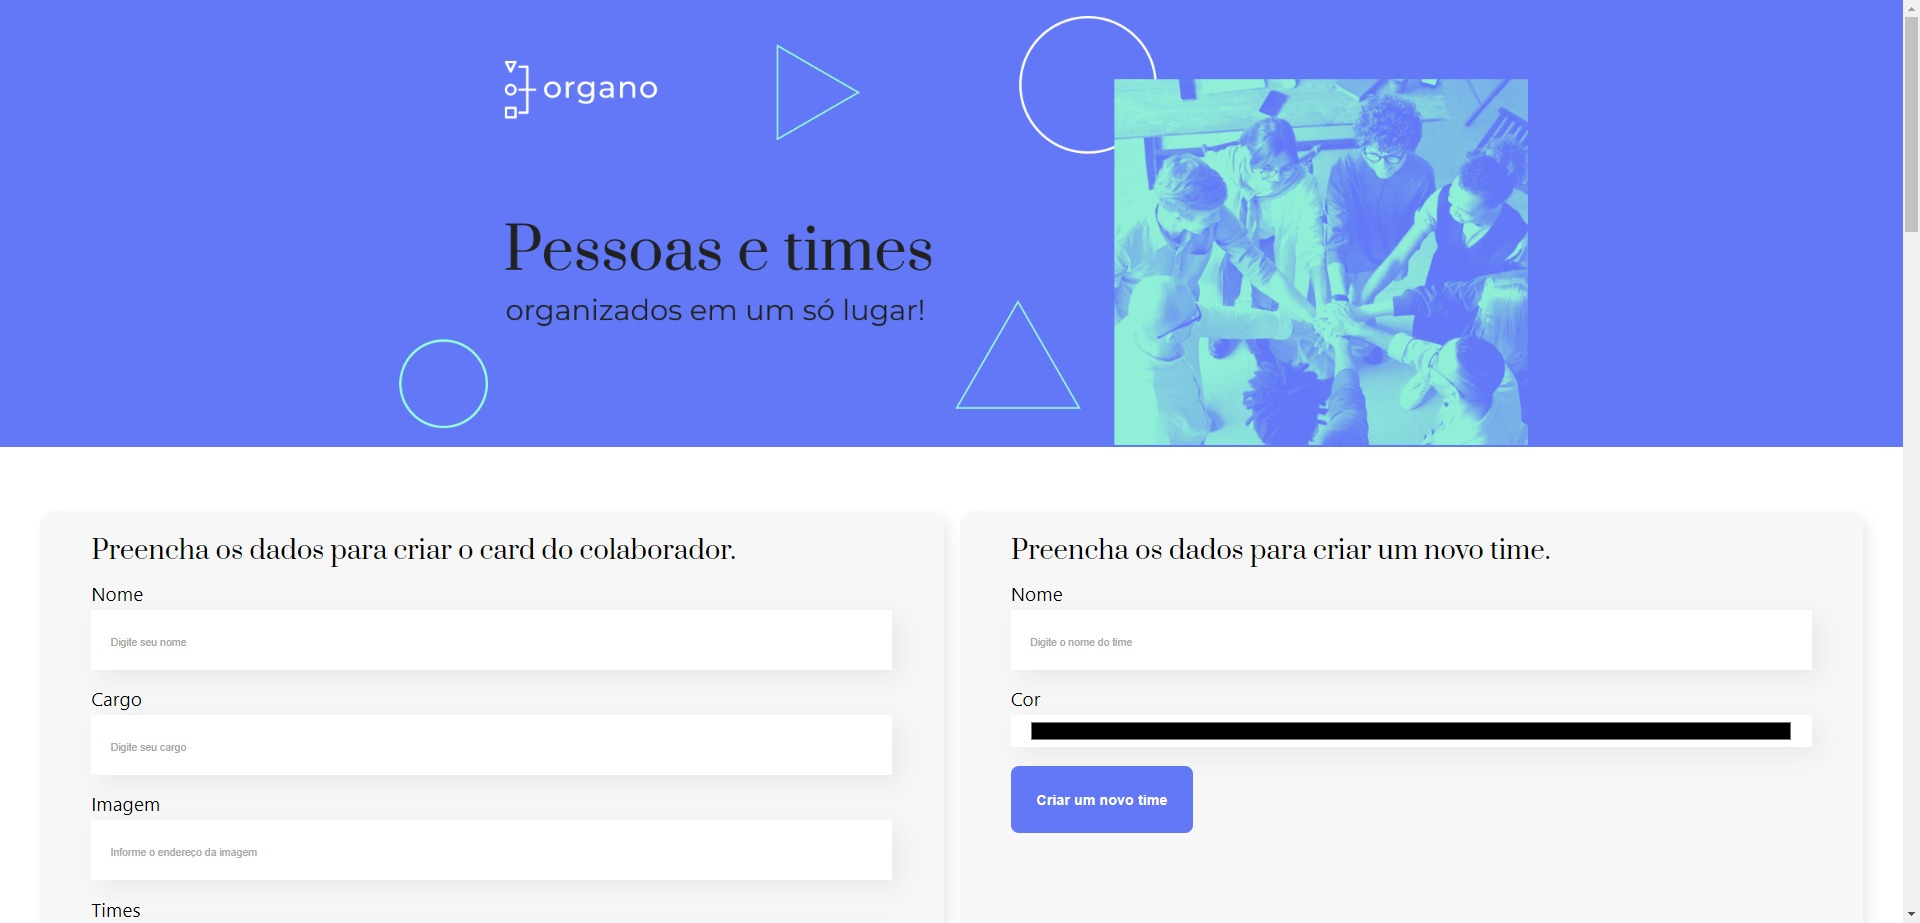 organo
Pessoas e times
organizados em um só lugar!
Preencha os dados para criar o card do colaborador.
Nome
Digite seu nome
Cargo
Digite seu cargo
Imagem
Informe o endereço da imagem
Times
Preencha os dados para criar um novo time.
Nome
Digite o nome do time
Cor
Criar um novo time